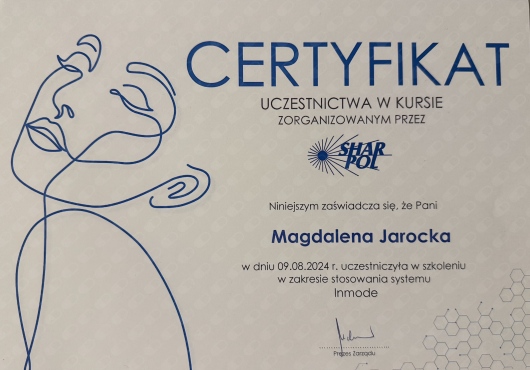 CERTYFIKAT
UCZESTNICTWA W KURSIE
ZORGANIZOWANYM PRZEZ
SHAR
POL
Niniejszym zaświadcza się, że Pani
Magdalena Jarocka
w dniu 09.08.2024 r. uczestniczyła w szkoleniu
w zakresie stosowania systemu
Inmode
Prezes Zarządu